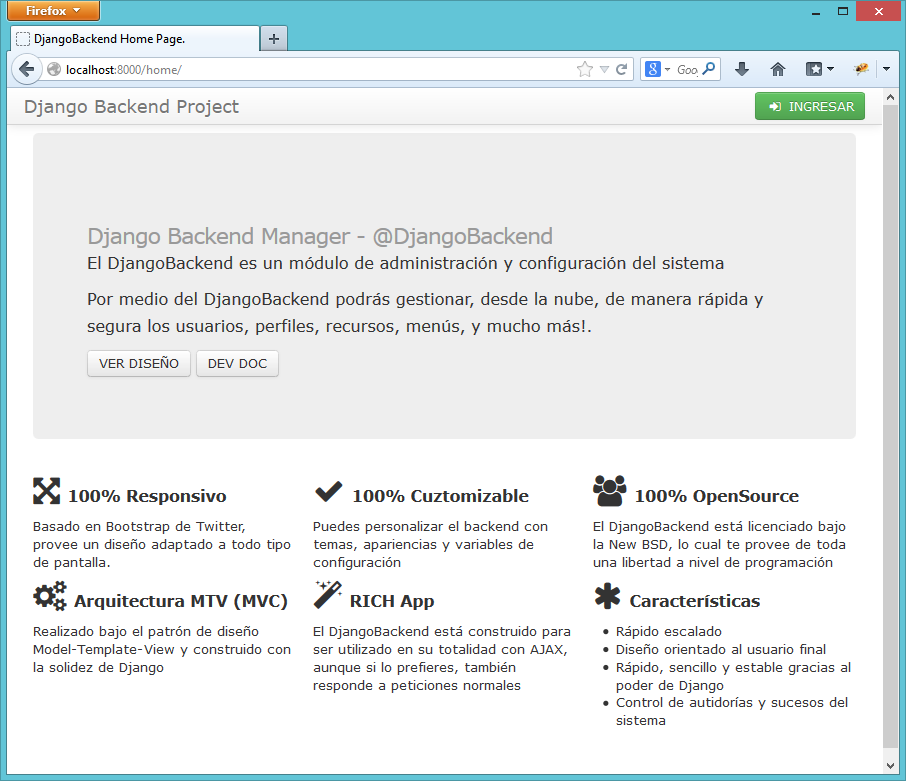 Firefox
DjangoBackend Home Page.
localhost:8000/home/
8 Goo
Django Backend Project
INGRESAR
Django Backend Manager - @DjangoBackend
El DjangoBackend es un módulo de administración y configuración del sistema
Por medio del DjangoBackend podrás gestionar, desde la nube, de manera rápida y
segura los usuarios, perfiles, recursos, menús, y mucho más!.
VER DISEÑO DEV DOC
100% Responsivo
Basado en Bootstrap de Twitter,
provee un diseño adaptado a todo tipo
de pantalla.
100% Cuztomizable
Puedes personalizar el backend con
temas, apariencias y variables de
configuración
100% OpenSource
El DjangoBackend está licenciado bajo
la New BSD, lo cual te provee de toda
una libertad a nivel de programación
Arquitectura MTV (MVC)
Realizado bajo el patrón de diseño
Model-Template-View y construido con
la solidez de Django
RICH App
El DjangoBackend está construido para
ser utilizado en su totalidad con AJAX,
aunque si lo prefieres, también
responde a peticiones normales
Características
• Rápido escalado
• Diseño orientado al usuario final
• Rápido, sencillo y estable gracias al
poder de Django
• Control de autidorías y sucesos del
sistema